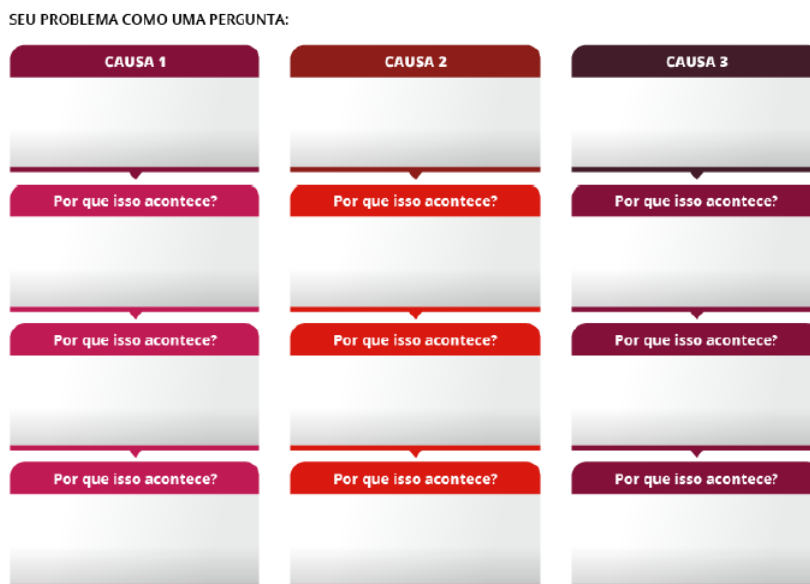 SEU PROBLEMA COMO UMA PERGUNTA:
CAUSA 1
CAUSA 2
CAUSA 3
Por que isso acontece?
Por que isso acontece?
Por que isso acontece?
Por que isso acontece?
Por que isso acontece?
Por que isso acontece?
Por que isso acontece?
Por que isso acontece?
Por que isso acontece?